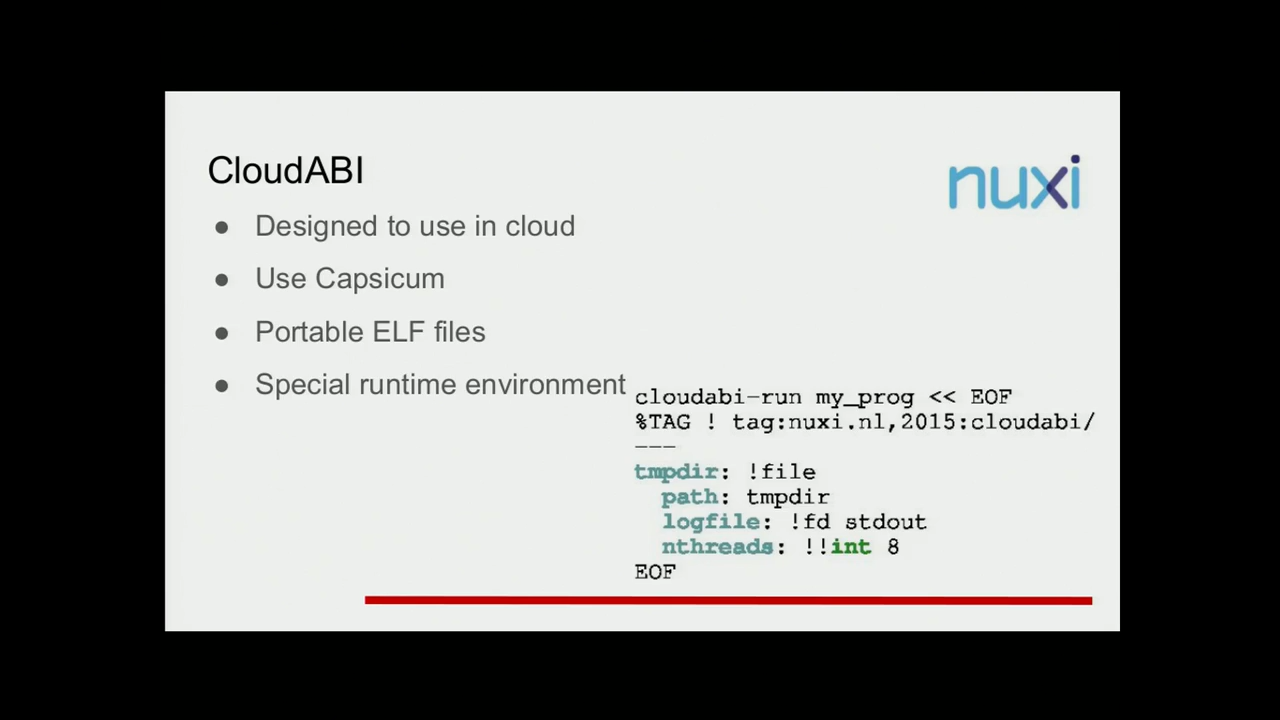 CloudABI
nuxi
● Designed to use in cloud
● Use Capsicum
● Portable ELF files
● Special runtime environment
cloudabi-run my_prog << EOF
%TAG ! tag:nuxi.nl,2015:cloudabi/
---
tmpdir: !file
  path: tmpdir
  logfile: !fd stdout
  nthreads: !!int 8
EOF